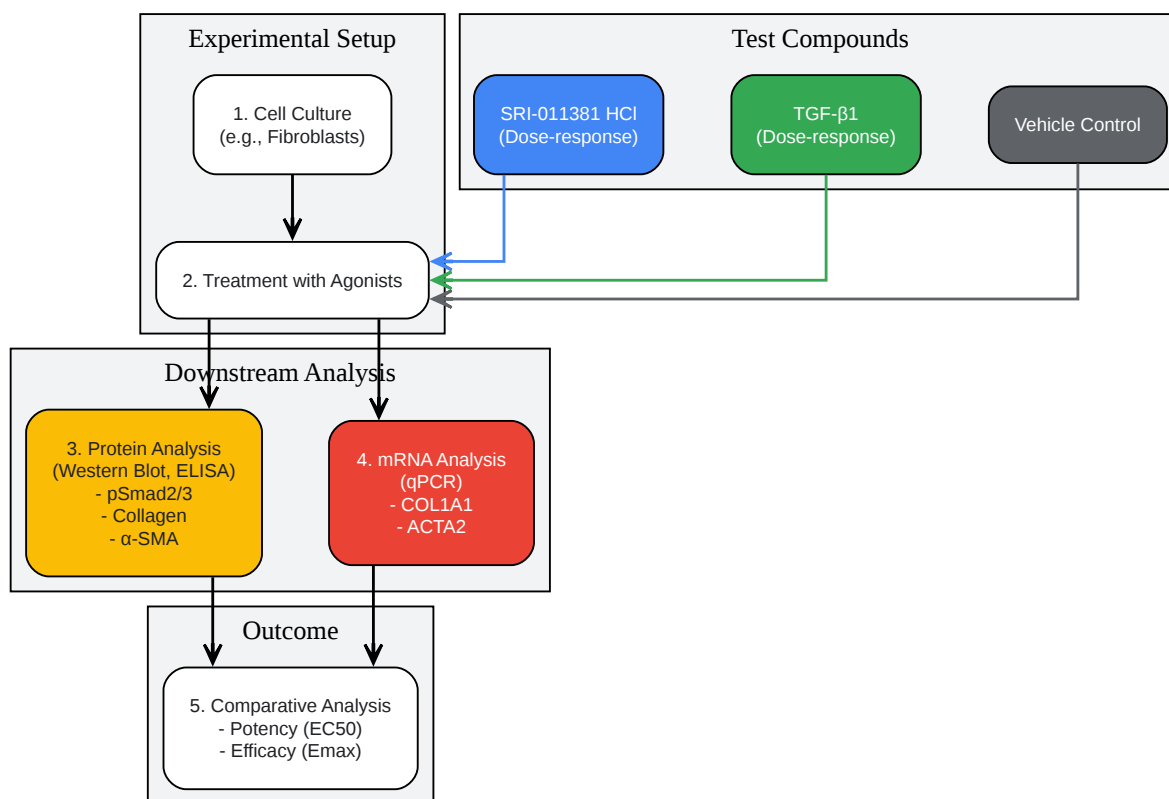 Experimental Setup
1. Cell Culture
(e.g., Fibroblasts)
2. Treatment with Agonists
Test Compounds
SRI-011381 HCl
(Dose-response)
TGF-β1
(Dose-response)
Vehicle Control
Downstream Analysis
3. Protein Analysis
(Western Blot, ELISA)
- pSmad2/3
- Collagen
- α-SMA
4. mRNA Analysis
(qPCR)
- COL1A1
- ACTA2
Outcome
5. Comparative Analysis
- Potency (EC50)
- Efficacy (Emax)